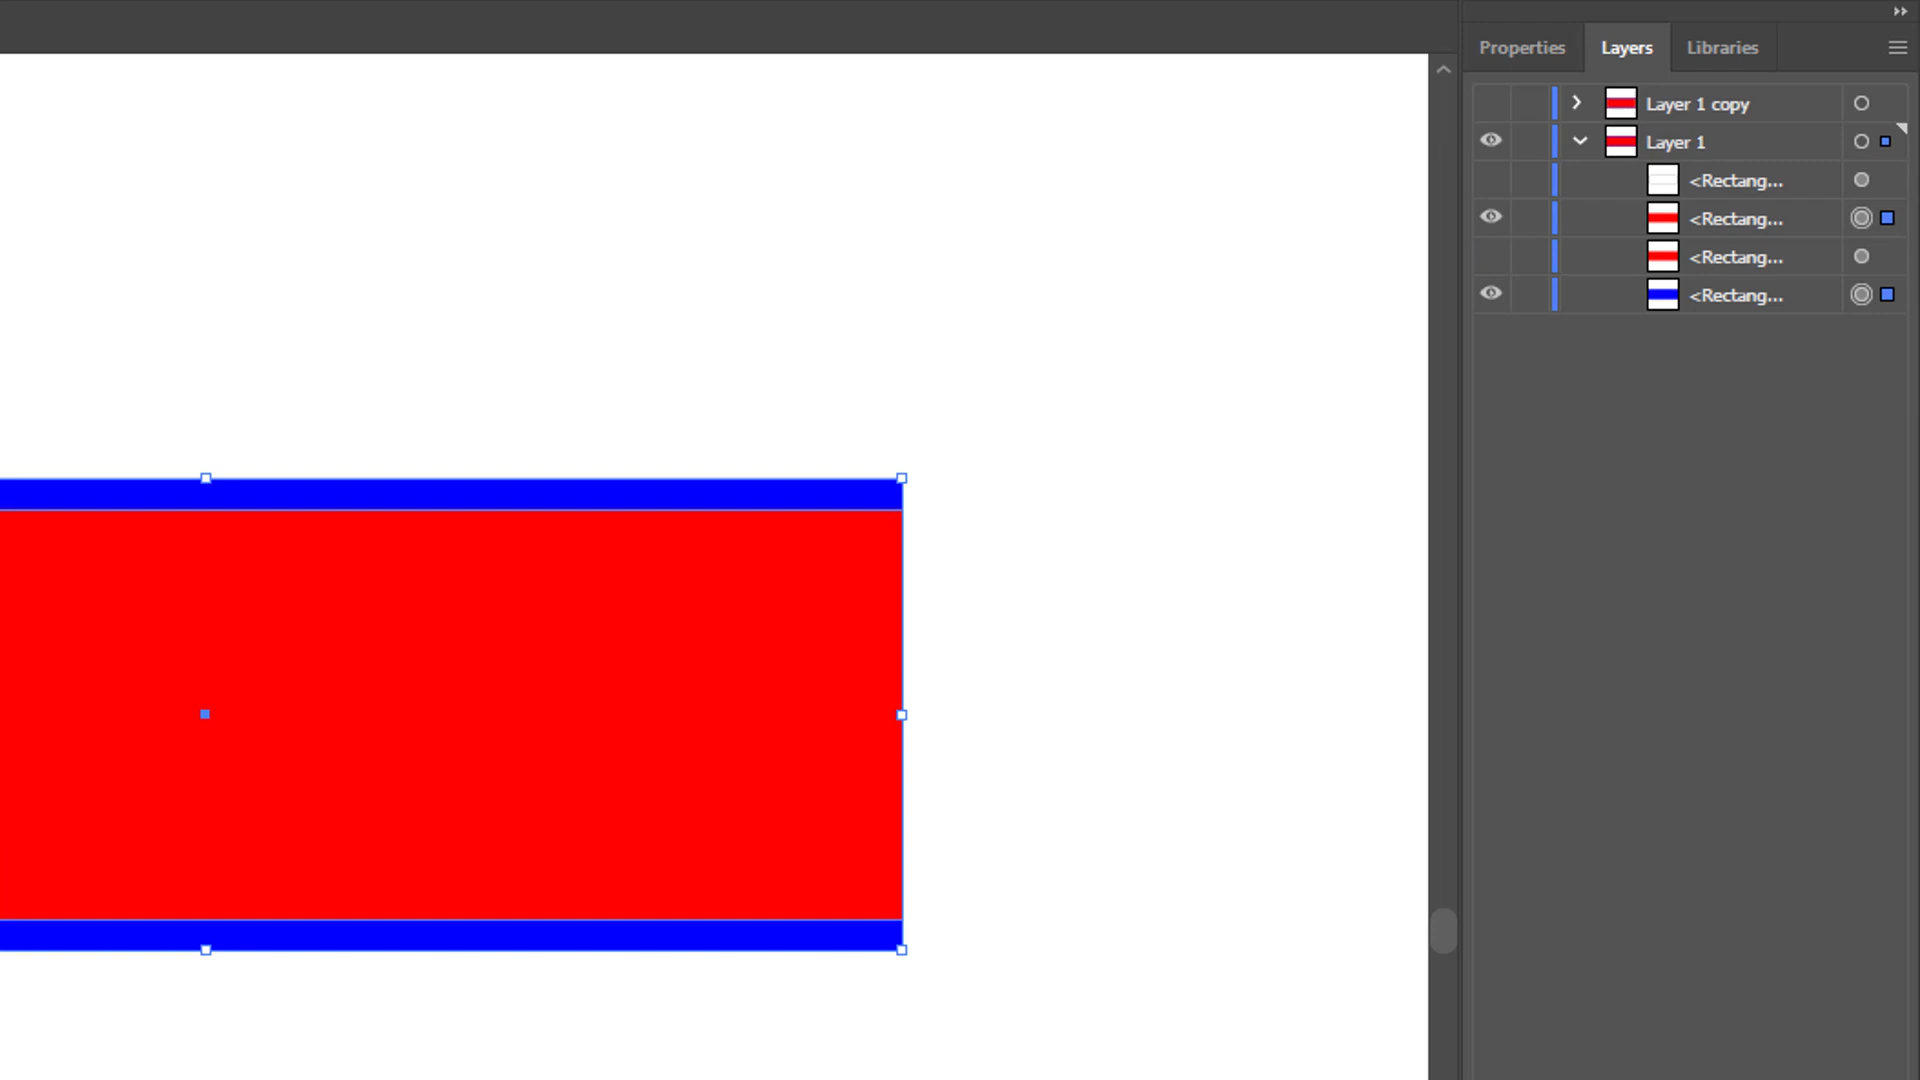 Properties Layers Libraries
Layer 1 copy
Layer 1
<Rectang...
<Rectang...
<Rectang...
<Rectang...